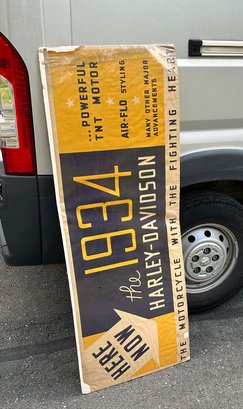 ...POWERFUL
TNT MOTOR
AIR-FLO STYLING
MANY OTHER MAJOR
ADVANCEMENTS
1934
the
HARLEY-DAVIDSON
HERE
NOW
THE MOTORCYCLE WITH THE FIGHTING HE